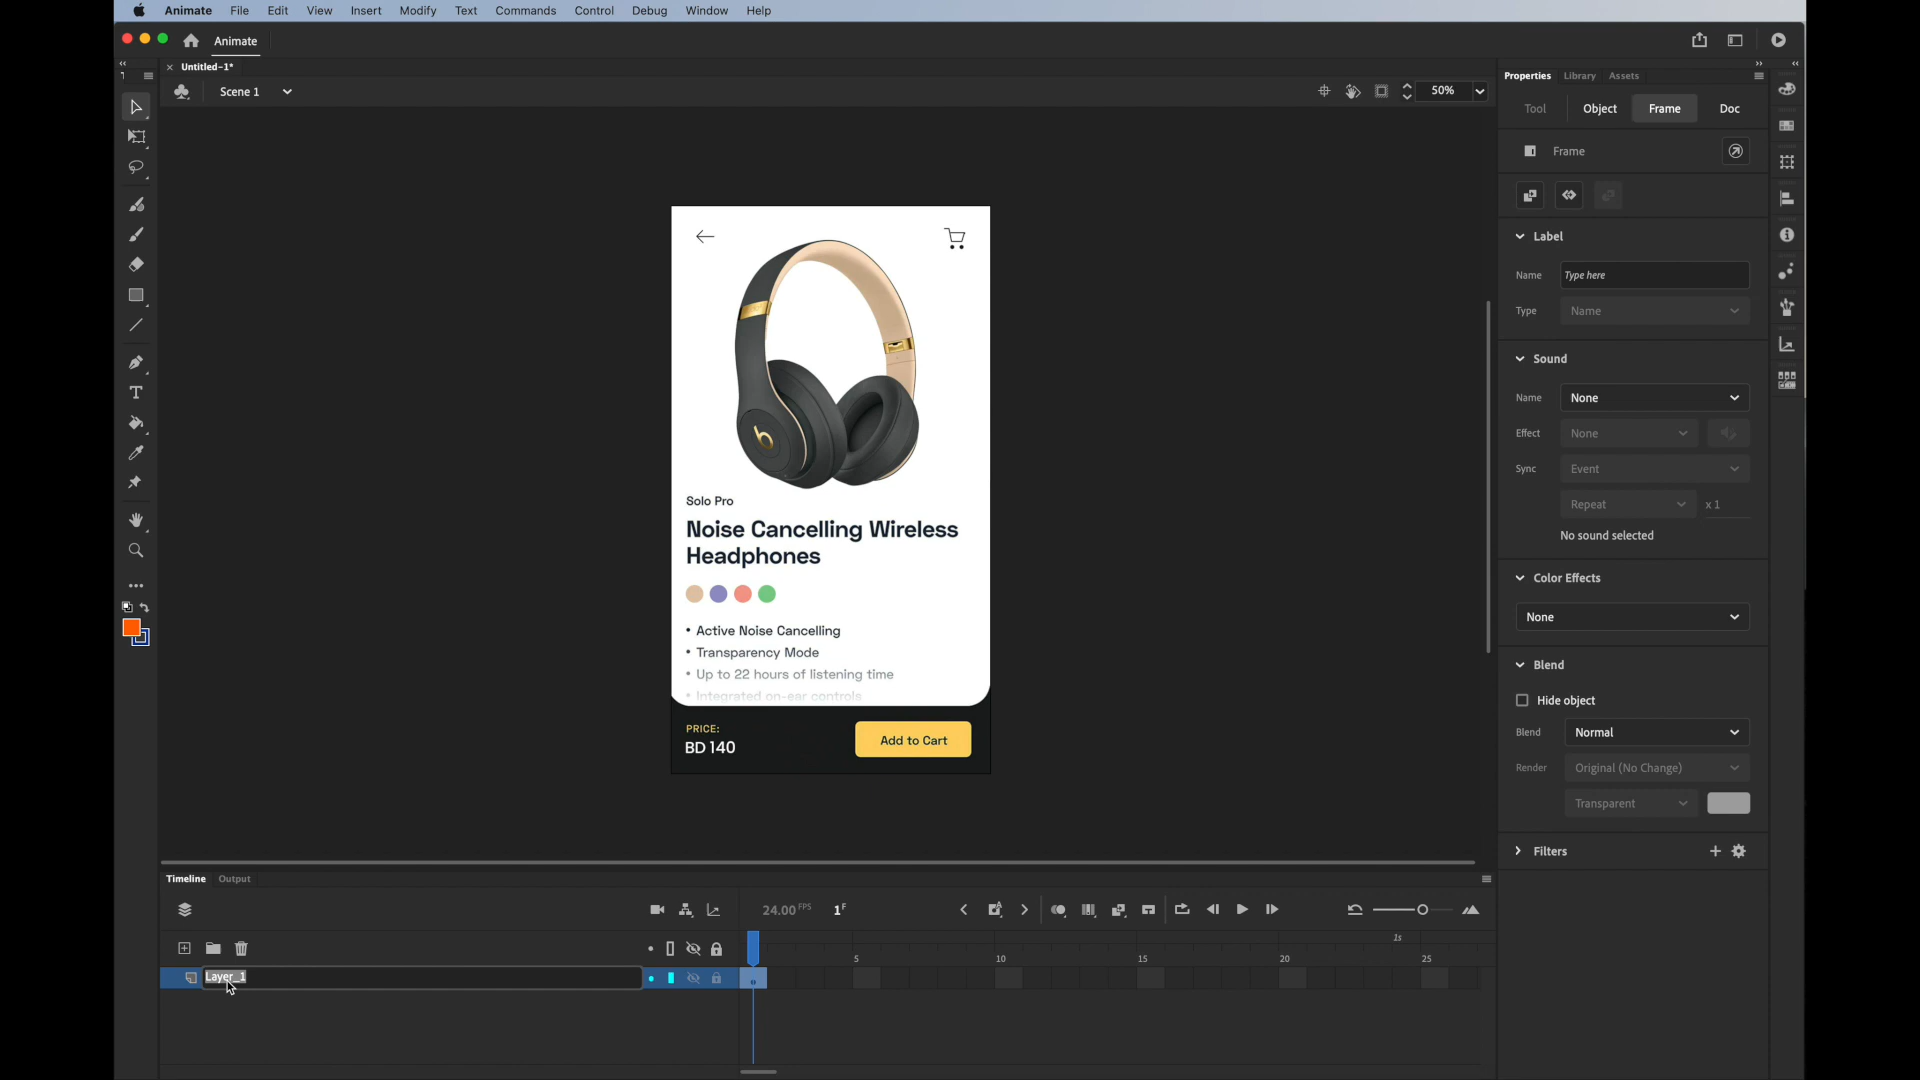 Animate File Edit View Insert Modify Text Commands Control Debug Window Help
Animate
Untitled-1*
Scene 1
50%
Properties Library Assets
Tool Object Frame Doc
Frame
Label
Name Type here
Type Name
Sound
Name None
Effect None
Sync Event
Repeat x 1
No sound selected
Color Effects
None
Blend
Hide object
Blend Normal
Render Original (No Change)
Transparent
Filters
b
Solo Pro
Noise Cancelling Wireless
Headphones
• Active Noise Cancelling
• Transparency Mode
• Up to 22 hours of listening time
• Integrated on-ear controls
PRICE:
BD 140
Add to Cart
Timeline Output
24.00 FPS 1 F
1s
5 10 15 20 25
Layer_1